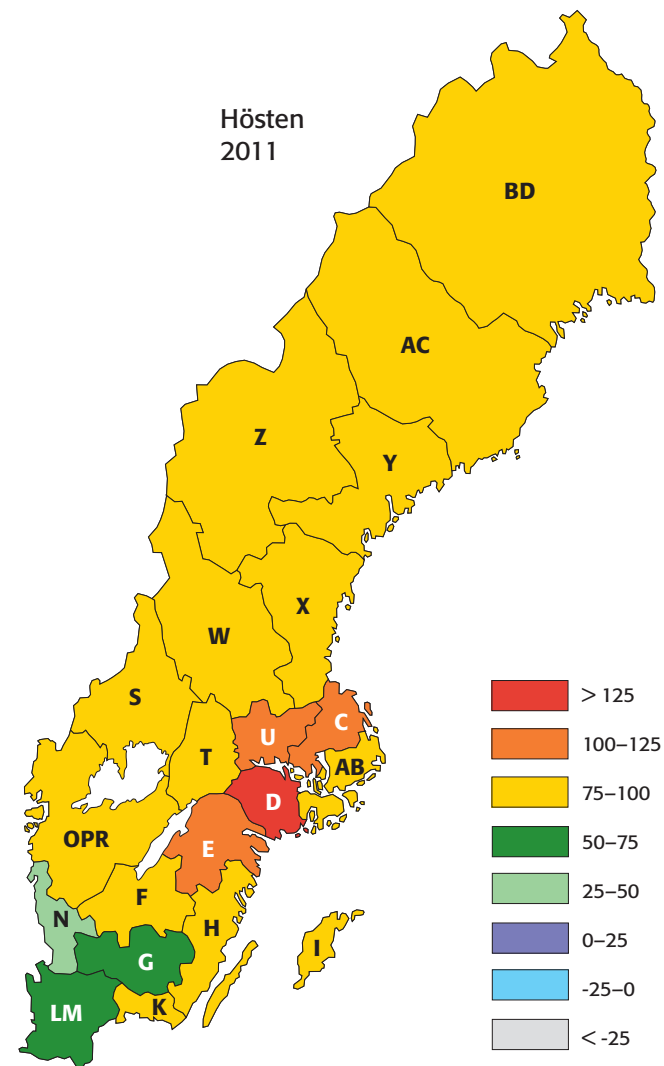 Hösten
2011
BD
AC
Z
Y
X
W
S
T
U
C
AB
D
OPR
E
F
N
H
G
I
K
LM
> 125
100–125
75–100
50–75
25–50
0–25
-25–0
< -25